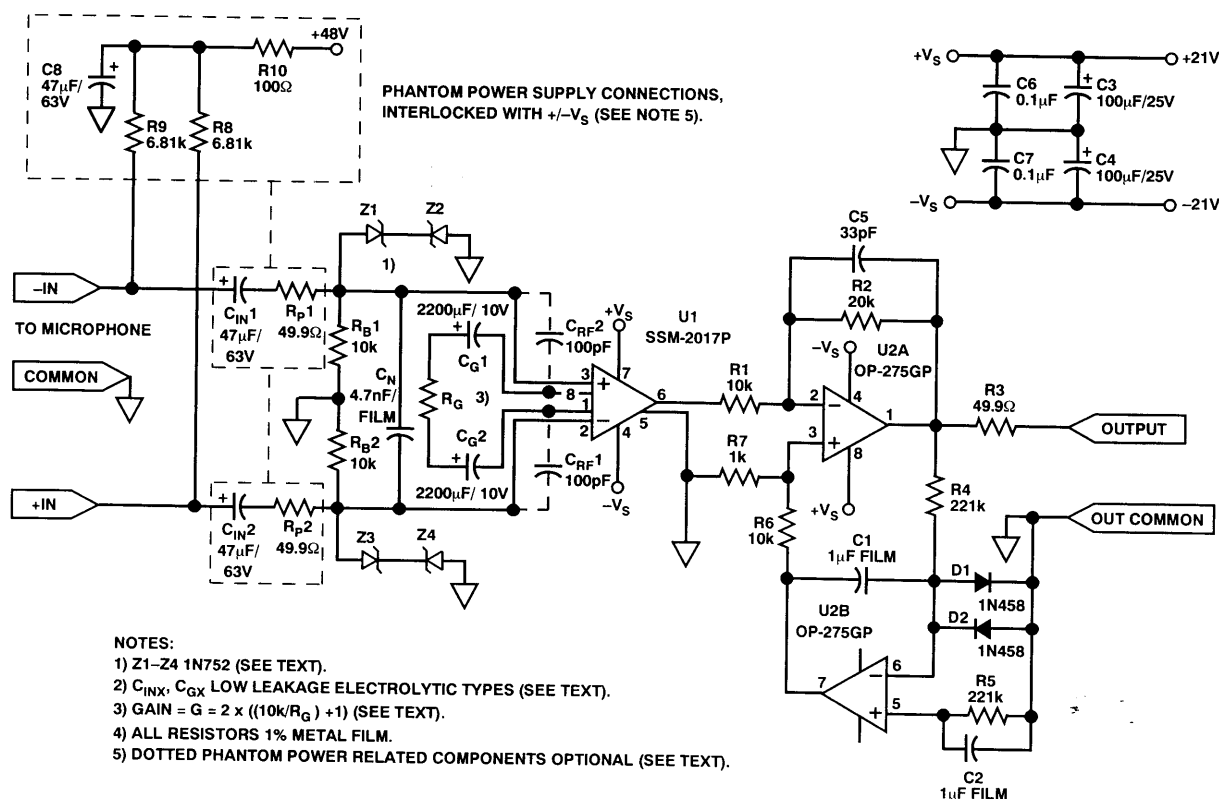 +48V
R10
100Ω
C8
47µF/
63V
+
R9
6.81k
R8
6.81k
PHANTOM POWER SUPPLY CONNECTIONS,
INTERLOCKED WITH +/–VS (SEE NOTE 5).
+VS
+21V
C6
0.1µF
+
C3
100µF/25V
C7
0.1µF
+
C4
100µF/25V
–VS
–21V
Z1
Z2
1)
–IN
TO MICROPHONE
COMMON
+IN
+
CIN1
47µF/
63V
RP1
49.9Ω
+
CIN2
47µF/
63V
RP2
49.9Ω
RB1
10k
RB2
10k
CN
4.7nF/
FILM
2200µF/ 10V
+
CG1
RG
3)
CG2
+
2200µF/ 10V
CRF2
100pF
CRF1
100pF
Z3
Z4
+VS
U1
SSM-2017P
3
+
7
8
1
2
–
6
5
4
–VS
R1
10k
R7
1k
C5
33pF
R2
20k
–VS
U2A
OP-275GP
2
–
4
3
+
1
8
+VS
R3
49.9Ω
OUTPUT
R4
221k
OUT COMMON
R6
10k
C1
1µF FILM
D1
1N458
D2
1N458
U2B
OP-275GP
7
–
6
+
5
R5
221k
C2
1µF FILM
NOTES:
1) Z1–Z4 1N752 (SEE TEXT).
2) CINX, CGX LOW LEAKAGE ELECTROLYTIC TYPES (SEE TEXT).
3) GAIN = G = 2 x ((10k/RG ) +1) (SEE TEXT).
4) ALL RESISTORS 1% METAL FILM.
5) DOTTED PHANTOM POWER RELATED COMPONENTS OPTIONAL (SEE TEXT).